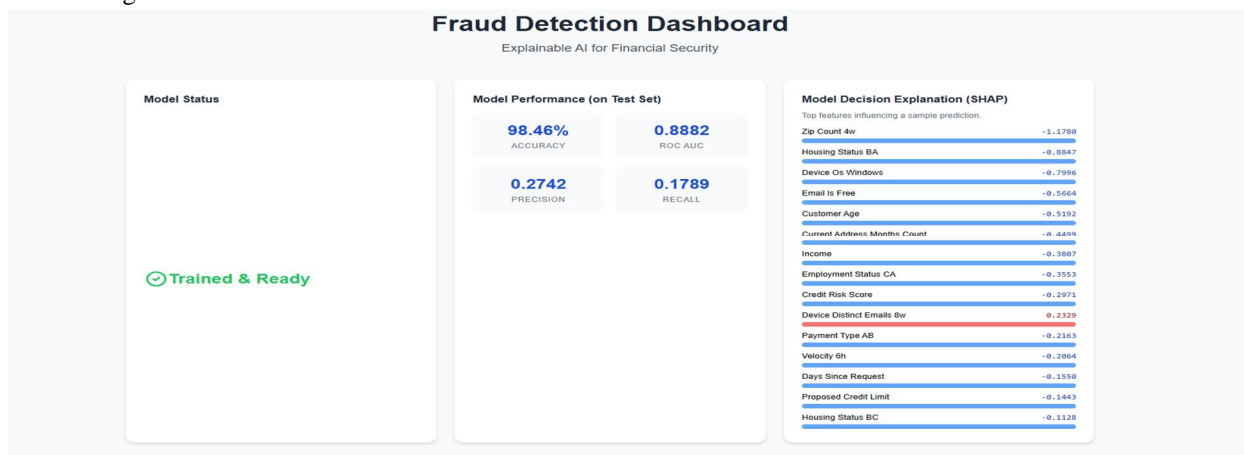 Fraud Detection Dashboard
Explainable AI for Financial Security
Model Status
Trained & Ready
Model Performance (on Test Set)
98.46%
ACCURACY
0.8882
ROC AUC
0.2742
PRECISION
0.1789
RECALL
Model Decision Explanation (SHAP)
Top features influencing a sample prediction.
Zip Count 4w -1.1780
Housing Status BA -0.8847
Device Os Windows -0.7996
Email Is Free -0.5664
Customer Age -0.5192
Current Address Months Count -0.4499
Income -0.3807
Employment Status CA -0.3553
Credit Risk Score -0.2971
Device Distinct Emails 8w 0.2329
Payment Type AB -0.2163
Velocity 6h -0.2064
Days Since Request -0.1550
Proposed Credit Limit -0.1443
Housing Status BC -0.1128